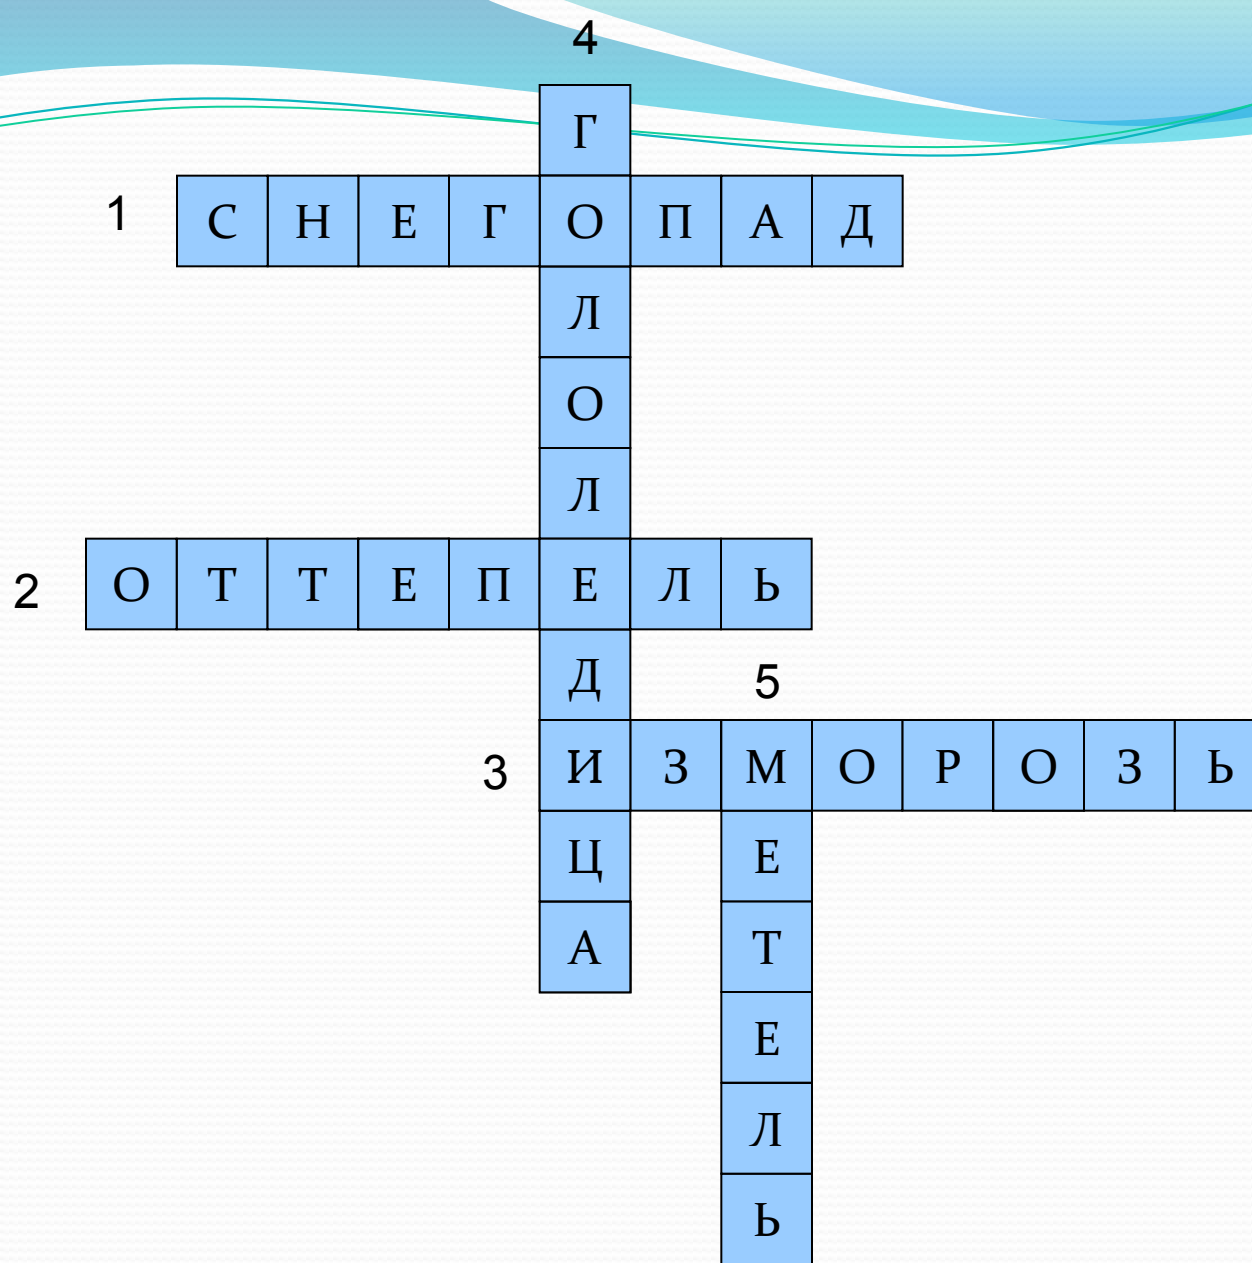 4
Г
1 СНЕГОПАД
Л
О
Л
2 ОТТЕПЕЛЬ
Д 5
3 ИЗМОРОЗЬ
Ц Е
А Т
Е
Л
Ь